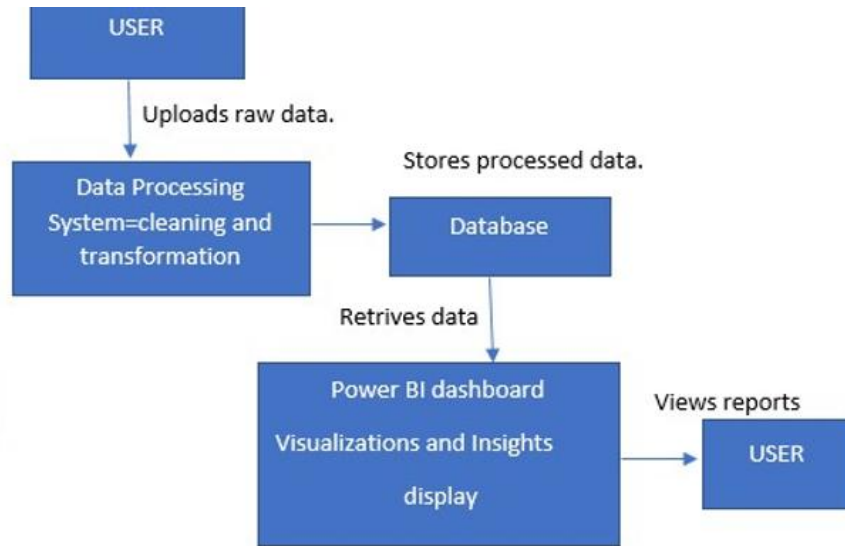 USER
Uploads raw data.
Data Processing
System=cleaning and
transformation
Stores processed data.
Database
Retrives data
Power BI dashboard
Visualizations and Insights
display
Views reports
USER